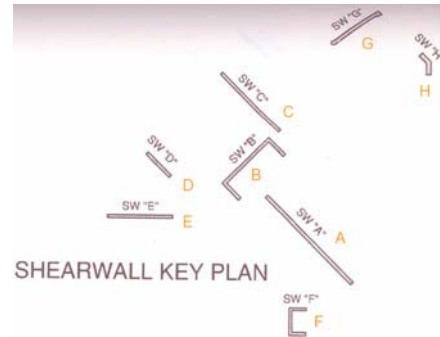 SW "G"
G
SW "H"
H
SW "C"
C
SW "B"
B
SW "D"
D
SW "E"
E
SW "A"
A
SHEARWALL KEY PLAN
SW "F"
F